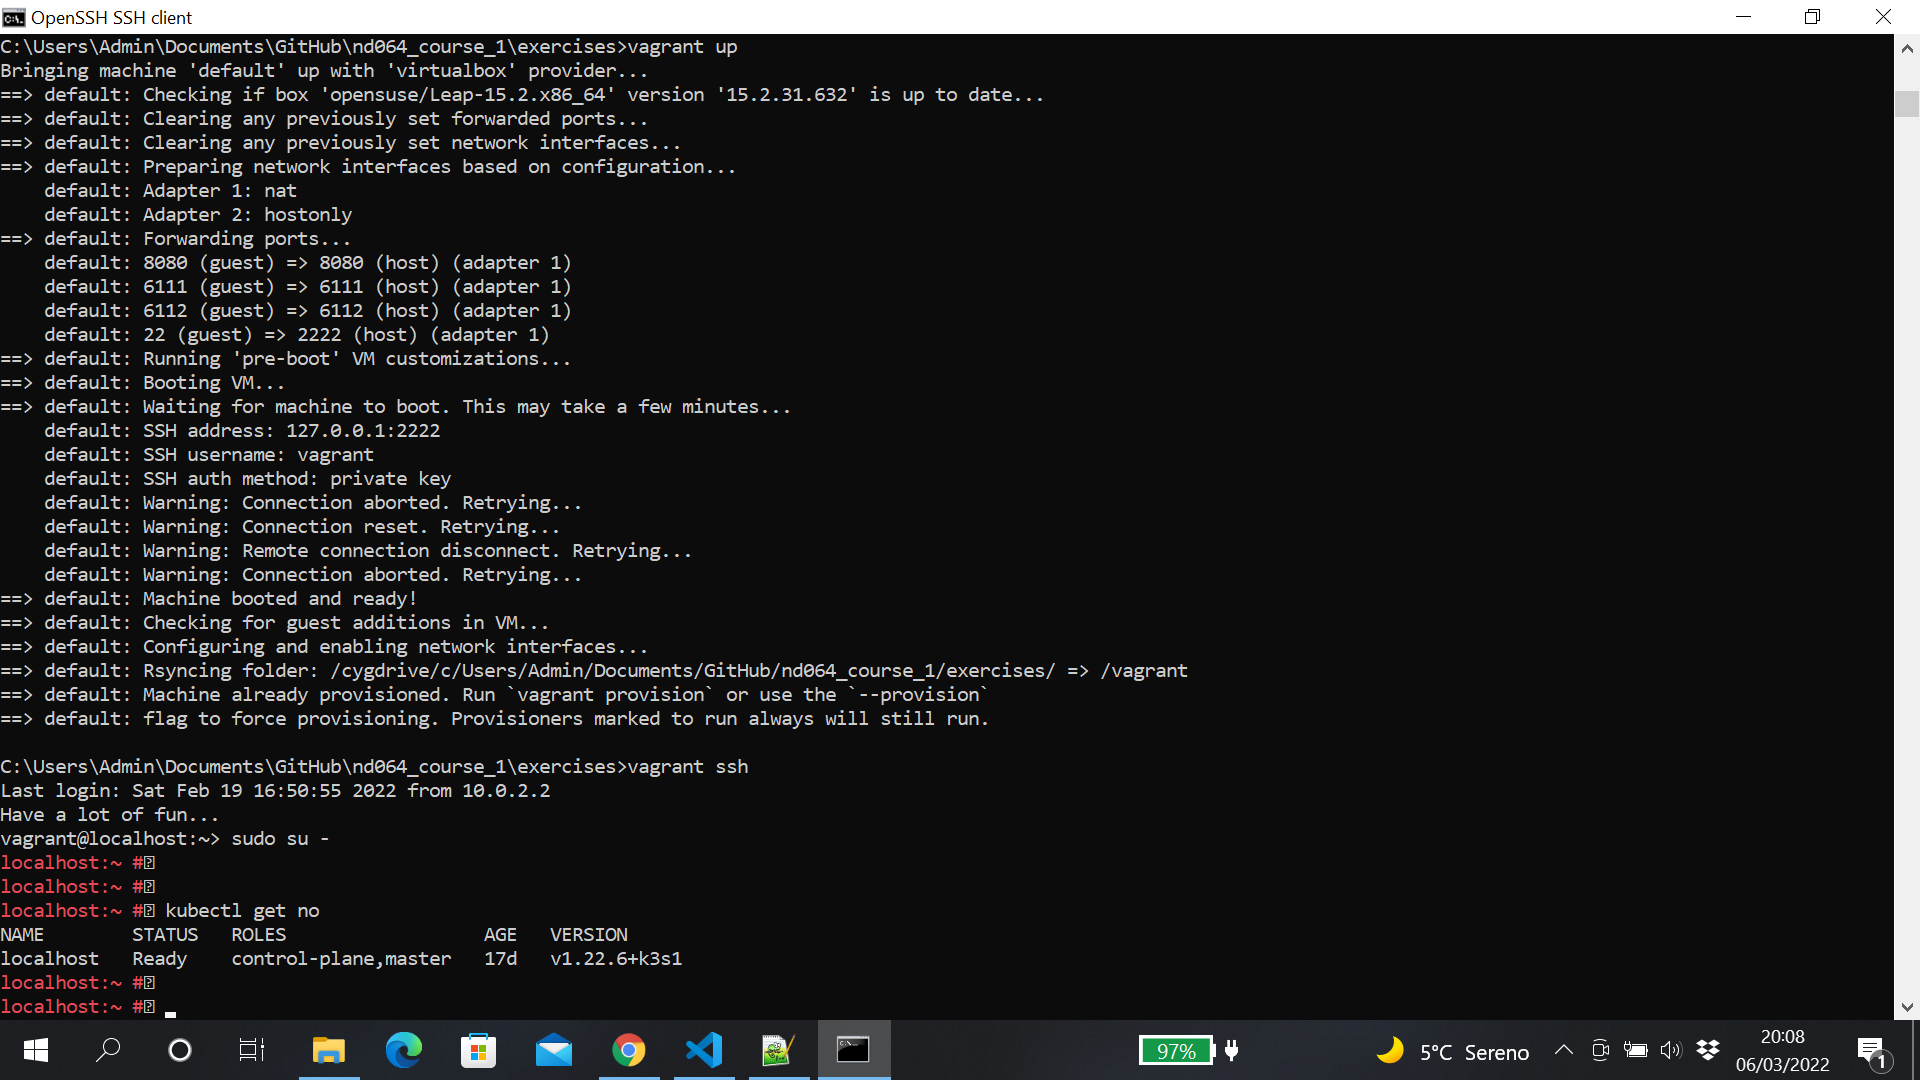 OpenSSH SSH client
C:\Users\Admin\Documents\GitHub\nd064_course_1\exercises>vagrant up
Bringing machine 'default' up with 'virtualbox' provider...
==> default: Checking if box 'opensuse/Leap-15.2.x86_64' version '15.2.31.632' is up to date...
==> default: Clearing any previously set forwarded ports...
==> default: Clearing any previously set network interfaces...
==> default: Preparing network interfaces based on configuration...
    default: Adapter 1: nat
    default: Adapter 2: hostonly
==> default: Forwarding ports...
    default: 8080 (guest) => 8080 (host) (adapter 1)
    default: 6111 (guest) => 6111 (host) (adapter 1)
    default: 6112 (guest) => 6112 (host) (adapter 1)
    default: 22 (guest) => 2222 (host) (adapter 1)
==> default: Running 'pre-boot' VM customizations...
==> default: Booting VM...
==> default: Waiting for machine to boot. This may take a few minutes...
    default: SSH address: 127.0.0.1:2222
    default: SSH username: vagrant
    default: SSH auth method: private key
    default: Warning: Connection aborted. Retrying...
    default: Warning: Connection reset. Retrying...
    default: Warning: Remote connection disconnect. Retrying...
    default: Warning: Connection aborted. Retrying...
==> default: Machine booted and ready!
==> default: Checking for guest additions in VM...
==> default: Configuring and enabling network interfaces...
==> default: Rsyncing folder: /cygdrive/c/Users/Admin/Documents/GitHub/nd064_course_1/exercises/ => /vagrant
==> default: Machine already provisioned. Run `vagrant provision` or use the `--provision`
==> default: flag to force provisioning. Provisioners marked to run always will still run.

C:\Users\Admin\Documents\GitHub\nd064_course_1\exercises>vagrant ssh
Last login: Sat Feb 19 16:50:55 2022 from 10.0.2.2
Have a lot of fun...
vagrant@localhost:~> sudo su -
localhost:~ #
localhost:~ #
localhost:~ # kubectl get no
NAME        STATUS   ROLES                  AGE   VERSION
localhost   Ready    control-plane,master   17d   v1.22.6+k3s1
localhost:~ #
localhost:~ #
97%
5°C Sereno
20:08
06/03/2022
1